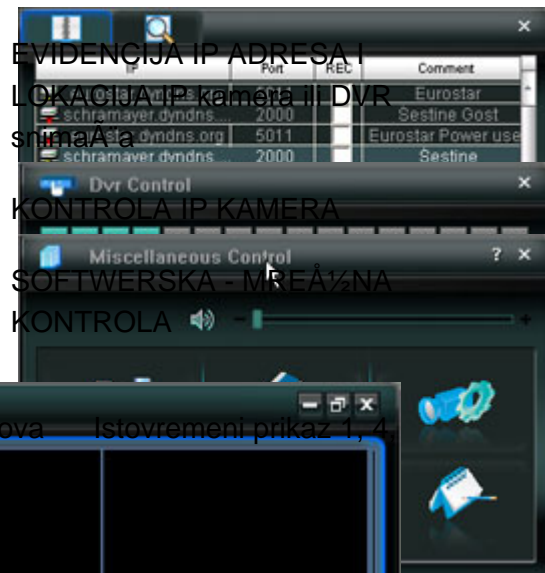 EVIDENCIJA IP ADRESA I
IP Port REC Comment
Eurostar
LOKACIJA IP kamera ili DVR
schramayer.dyndns.... 2000 Sestine Gost
snimaÄ a
dyndns.org 5011 Eurostar Power use
schramayer.dyndns.... 2000 Sestine
Dvr Control
KONTROLA IP KAMERA
Miscellaneous Control ?
SOFTWERSKA - MREÅ½NA
KONTROLA
ova Istovremeni prikaz 1, 4